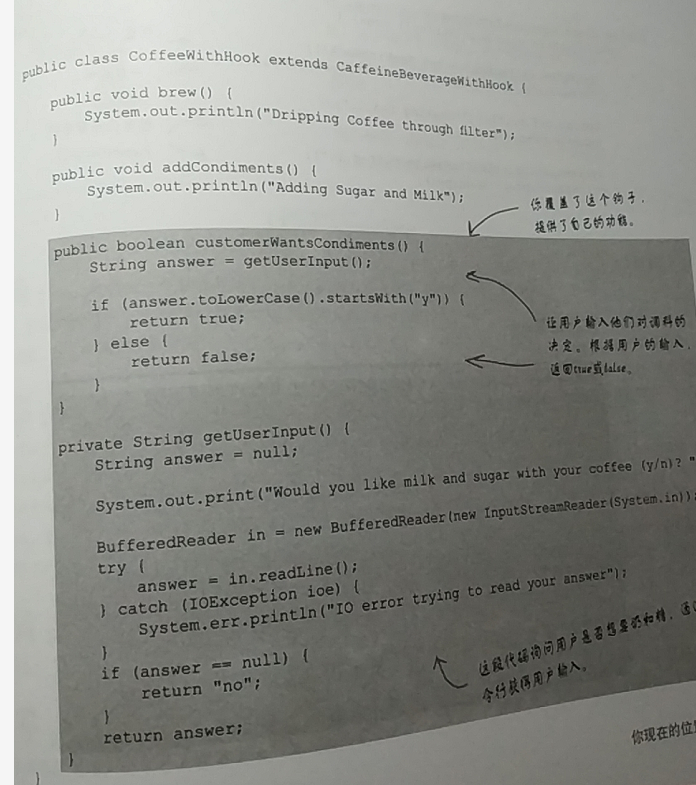 public class CoffeeWithHook extends CaffeineBeverageWithHook {
public void brew() {
System.out.println("Dripping Coffee through filter");
}
public void addCondiments() {
System.out.println("Adding Sugar and Milk");
}
你覆盖了这个钩子，
提供了自己的功能。
public boolean customerWantsCondiments() {
String answer = getUserInput();
if (answer.toLowerCase().startsWith("y")) {
return true;
} else {
return false;
}
}
让用户输入他们对调料的
决定。根据用户的输入，
返回true或false。
private String getUserInput() {
String answer = null;
System.out.print("Would you like milk and sugar with your coffee (y/n)? "
BufferedReader in = new BufferedReader(new InputStreamReader(System.in));
try {
answer = in.readLine();
} catch (IOException ioe) {
System.err.println("IO error trying to read your answer");
}
if (answer == null) {
return "no";
}
return answer;
}
}
这段代码询问用户是否想要奶和糖，通
令行获得用户输入。
你现在的位